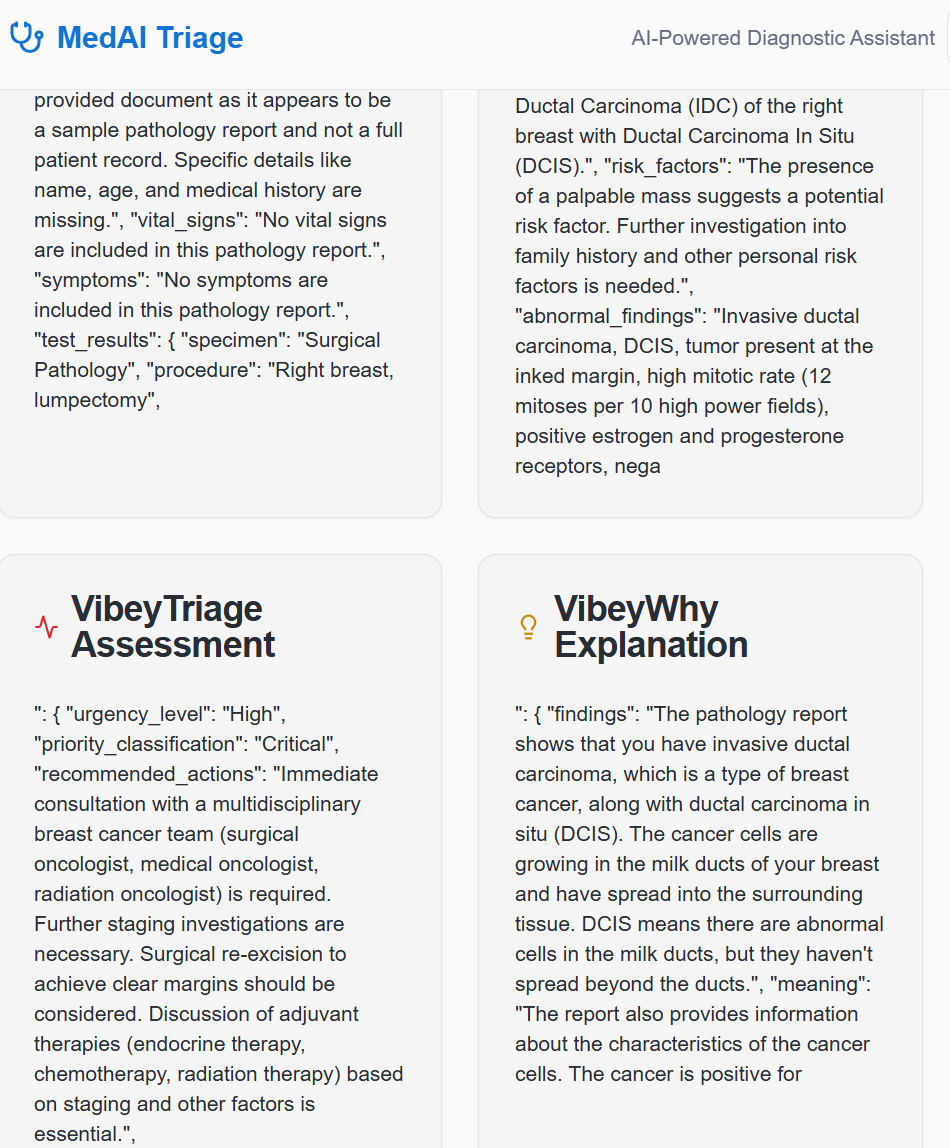 MedAI Triage
AI-Powered Diagnostic Assistant
provided document as it appears to be
a sample pathology report and not a full
patient record. Specific details like
name, age, and medical history are
missing.", "vital_signs": "No vital signs
are included in this pathology report.",
"symptoms": "No symptoms are
included in this pathology report.",
"test_results": { "specimen": "Surgical
Pathology", "procedure": "Right breast,
lumpectomy",
Ductal Carcinoma (IDC) of the right
breast with Ductal Carcinoma In Situ
(DCIS).", "risk_factors": "The presence
of a palpable mass suggests a potential
risk factor. Further investigation into
family history and other personal risk
factors is needed.",
"abnormal_findings": "Invasive ductal
carcinoma, DCIS, tumor present at the
inked margin, high mitotic rate (12
mitoses per 10 high power fields),
positive estrogen and progesterone
receptors, nega
VibeyTriage
Assessment
": { "urgency_level": "High",
"priority_classification": "Critical",
"recommended_actions": "Immediate
consultation with a multidisciplinary
breast cancer team (surgical
oncologist, medical oncologist,
radiation oncologist) is required.
Further staging investigations are
necessary. Surgical re-excision to
achieve clear margins should be
considered. Discussion of adjuvant
therapies (endocrine therapy,
chemotherapy, radiation therapy) based
on staging and other factors is
essential.",
VibeyWhy
Explanation
": { "findings": "The pathology report
shows that you have invasive ductal
carcinoma, which is a type of breast
cancer, along with ductal carcinoma in
situ (DCIS). The cancer cells are
growing in the milk ducts of your breast
and have spread into the surrounding
tissue. DCIS means there are abnormal
cells in the milk ducts, but they haven't
spread beyond the ducts.", "meaning":
"The report also provides information
about the characteristics of the cancer
cells. The cancer is positive for